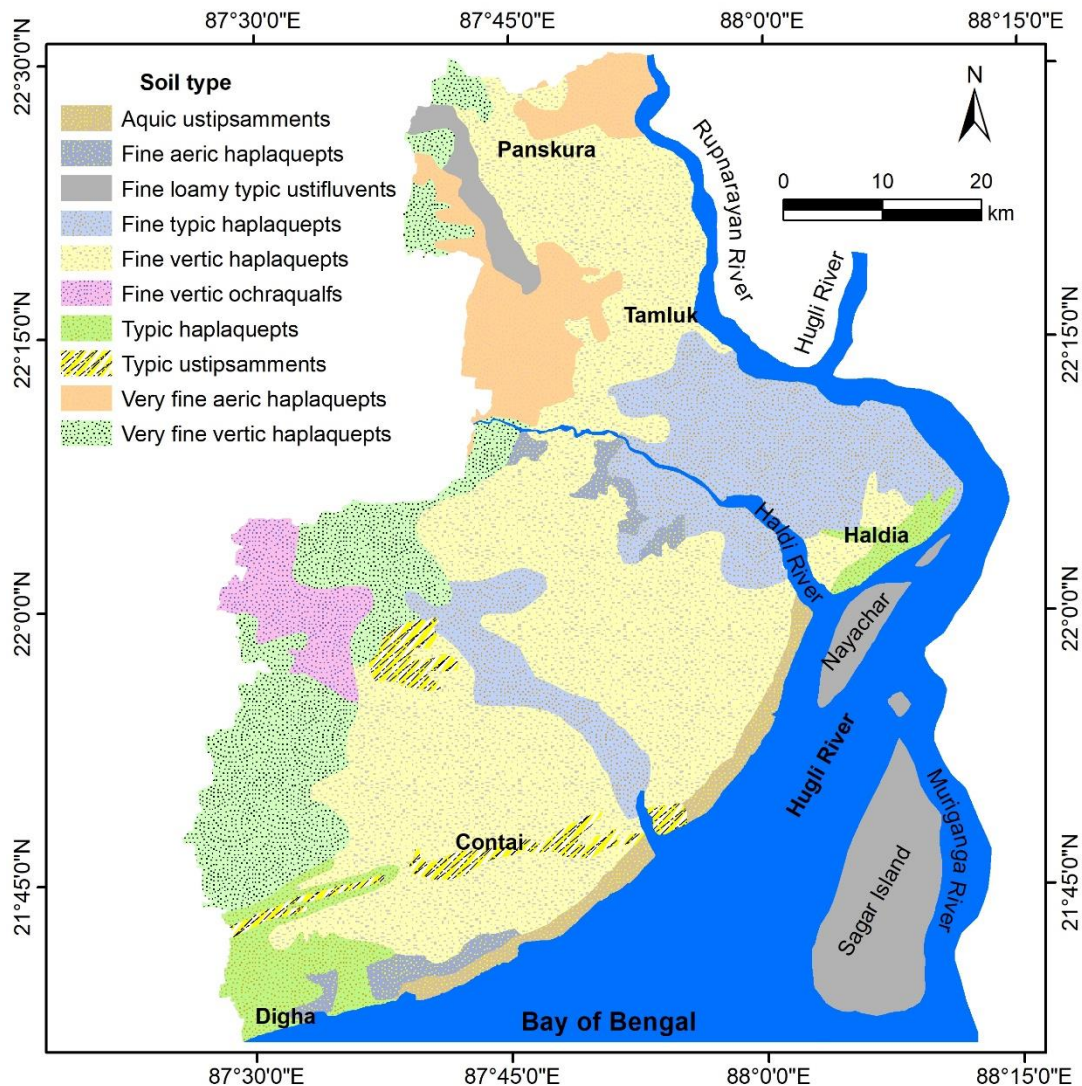 87°30'0"E
87°45'0"E
88°0'0"E
88°15'0"E
22°30'0"N
22°15'0"N
22°0'0"N
21°45'0"N
Soil type
Aquic ustipsamments
Fine aeric haplaquepts
Fine loamy typic ustifluvents
Fine typic haplaquepts
Fine vertic haplaquepts
Fine vertic ochraqualfs
Typic haplaquepts
Typic ustipsamments
Very fine aeric haplaquepts
Very fine vertic haplaquepts
N
0 10 20
km
Panskura
Rupnarayan River
Hugli River
Tamluk
Haldi River
Haldia
Nayachar
Hugli River
Muriganga River
Sagar Island
Contai
Digha
Bay of Bengal
22°30'0"N
22°15'0"N
22°0'0"N
21°45'0"N
87°30'0"E
87°45'0"E
88°0'0"E
88°15'0"E